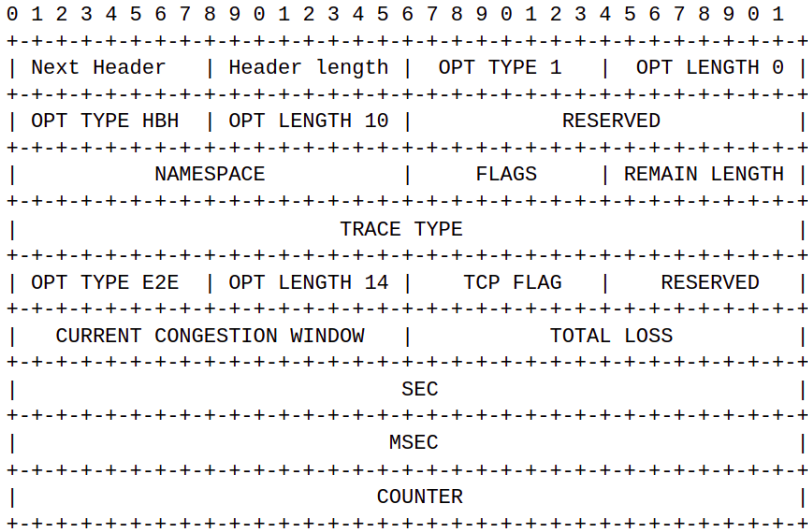 0 1 2 3 4 5 6 7 8 9 0 1 2 3 4 5 6 7 8 9 0 1 2 3 4 5 6 7 8 9 0 1
+-+-+-+-+-+-+-+-+-+-+-+-+-+-+-+-+-+-+-+-+-+-+-+-+-+-+-+-+-+-+-+-+
| Next Header   | Header length |  OPT TYPE 1   |  OPT LENGTH 0 |
+-+-+-+-+-+-+-+-+-+-+-+-+-+-+-+-+-+-+-+-+-+-+-+-+-+-+-+-+-+-+-+-+
| OPT TYPE HBH  | OPT LENGTH 10 |            RESERVED           |
+-+-+-+-+-+-+-+-+-+-+-+-+-+-+-+-+-+-+-+-+-+-+-+-+-+-+-+-+-+-+-+-+
|           NAMESPACE           |     FLAGS     | REMAIN LENGTH |
+-+-+-+-+-+-+-+-+-+-+-+-+-+-+-+-+-+-+-+-+-+-+-+-+-+-+-+-+-+-+-+-+
|                          TRACE TYPE                           |
+-+-+-+-+-+-+-+-+-+-+-+-+-+-+-+-+-+-+-+-+-+-+-+-+-+-+-+-+-+-+-+-+
| OPT TYPE E2E  | OPT LENGTH 14 |    TCP FLAG   |    RESERVED   |
+-+-+-+-+-+-+-+-+-+-+-+-+-+-+-+-+-+-+-+-+-+-+-+-+-+-+-+-+-+-+-+-+
|   CURRENT CONGESTION WINDOW   |           TOTAL LOSS          |
+-+-+-+-+-+-+-+-+-+-+-+-+-+-+-+-+-+-+-+-+-+-+-+-+-+-+-+-+-+-+-+-+
|                               SEC                             |
+-+-+-+-+-+-+-+-+-+-+-+-+-+-+-+-+-+-+-+-+-+-+-+-+-+-+-+-+-+-+-+-+
|                              MSEC                             |
+-+-+-+-+-+-+-+-+-+-+-+-+-+-+-+-+-+-+-+-+-+-+-+-+-+-+-+-+-+-+-+-+
|                             COUNTER                           |
+-+-+-+-+-+-+-+-+-+-+-+-+-+-+-+-+-+-+-+-+-+-+-+-+-+-+-+-+-+-+-+-+